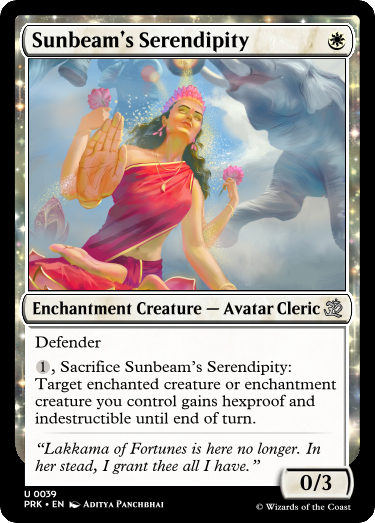 Sunbeam's Serendipity
Enchantment Creature — Avatar Cleric
Defender
1, Sacrifice Sunbeam's Serendipity:
Target enchanted creature or enchantment
creature you control gains hexproof and
indestructible until end of turn.
“Lakkama of Fortunes is here no longer. In
her stead, I grant thee all I have.”
0/3
U 0039
PRK • EN Aditya Panchbhai
© Wizards of the Coast